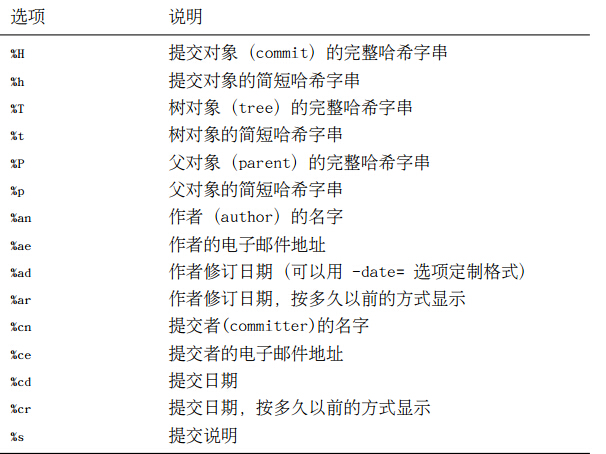 选项 说明
%H 提交对象（commit）的完整哈希字串
%h 提交对象的简短哈希字串
%T 树对象（tree）的完整哈希字串
%t 树对象的简短哈希字串
%P 父对象（parent）的完整哈希字串
%p 父对象的简短哈希字串
%an 作者（author）的名字
%ae 作者的电子邮件地址
%ad 作者修订日期（可以用 -date= 选项定制格式）
%ar 作者修订日期，按多久以前的方式显示
%cn 提交者(committer)的名字
%ce 提交者的电子邮件地址
%cd 提交日期
%cr 提交日期，按多久以前的方式显示
%s 提交说明